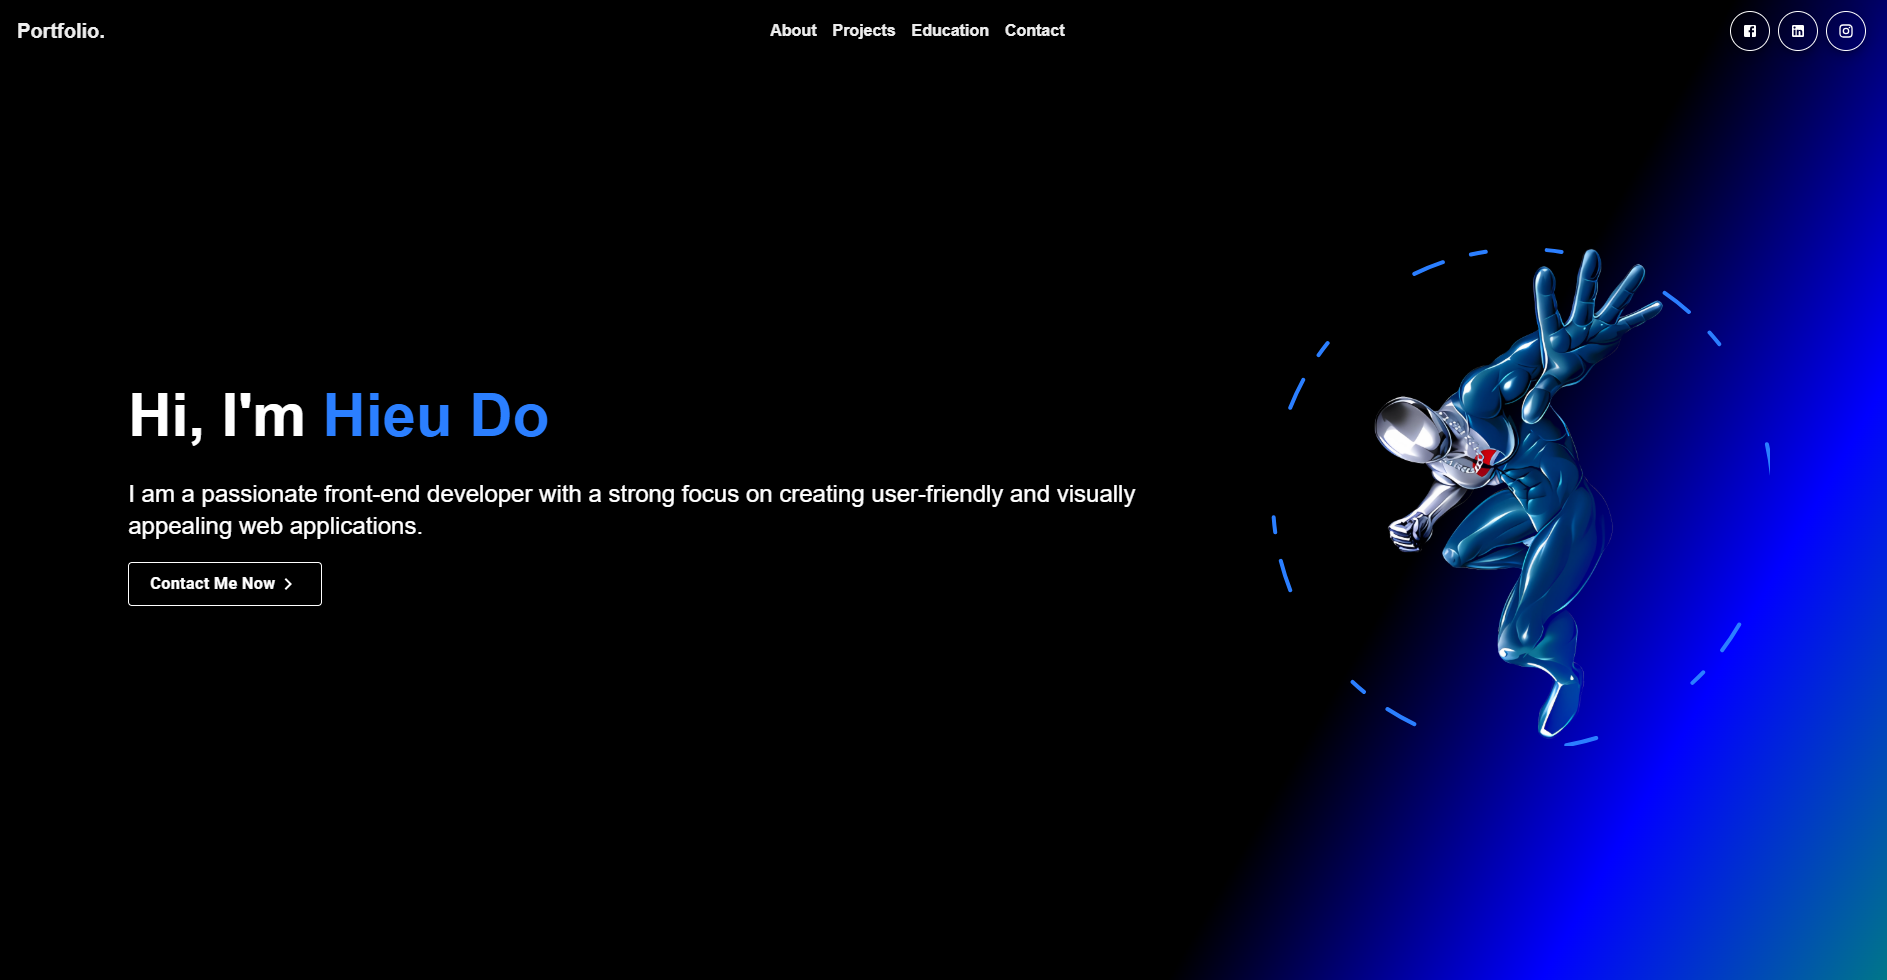 Portfolio.
About Projects Education Contact
Hi, I'm Hieu Do
I am a passionate front-end developer with a strong focus on creating user-friendly and visually
appealing web applications.
Contact Me Now